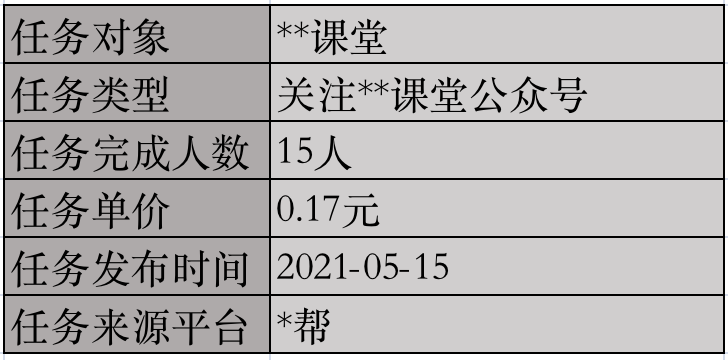 任务对象 **课堂
任务类型 关注**课堂公众号
任务完成人数 15人
任务单价 0.17元
任务发布时间 2021-05-15
任务来源平台 *帮